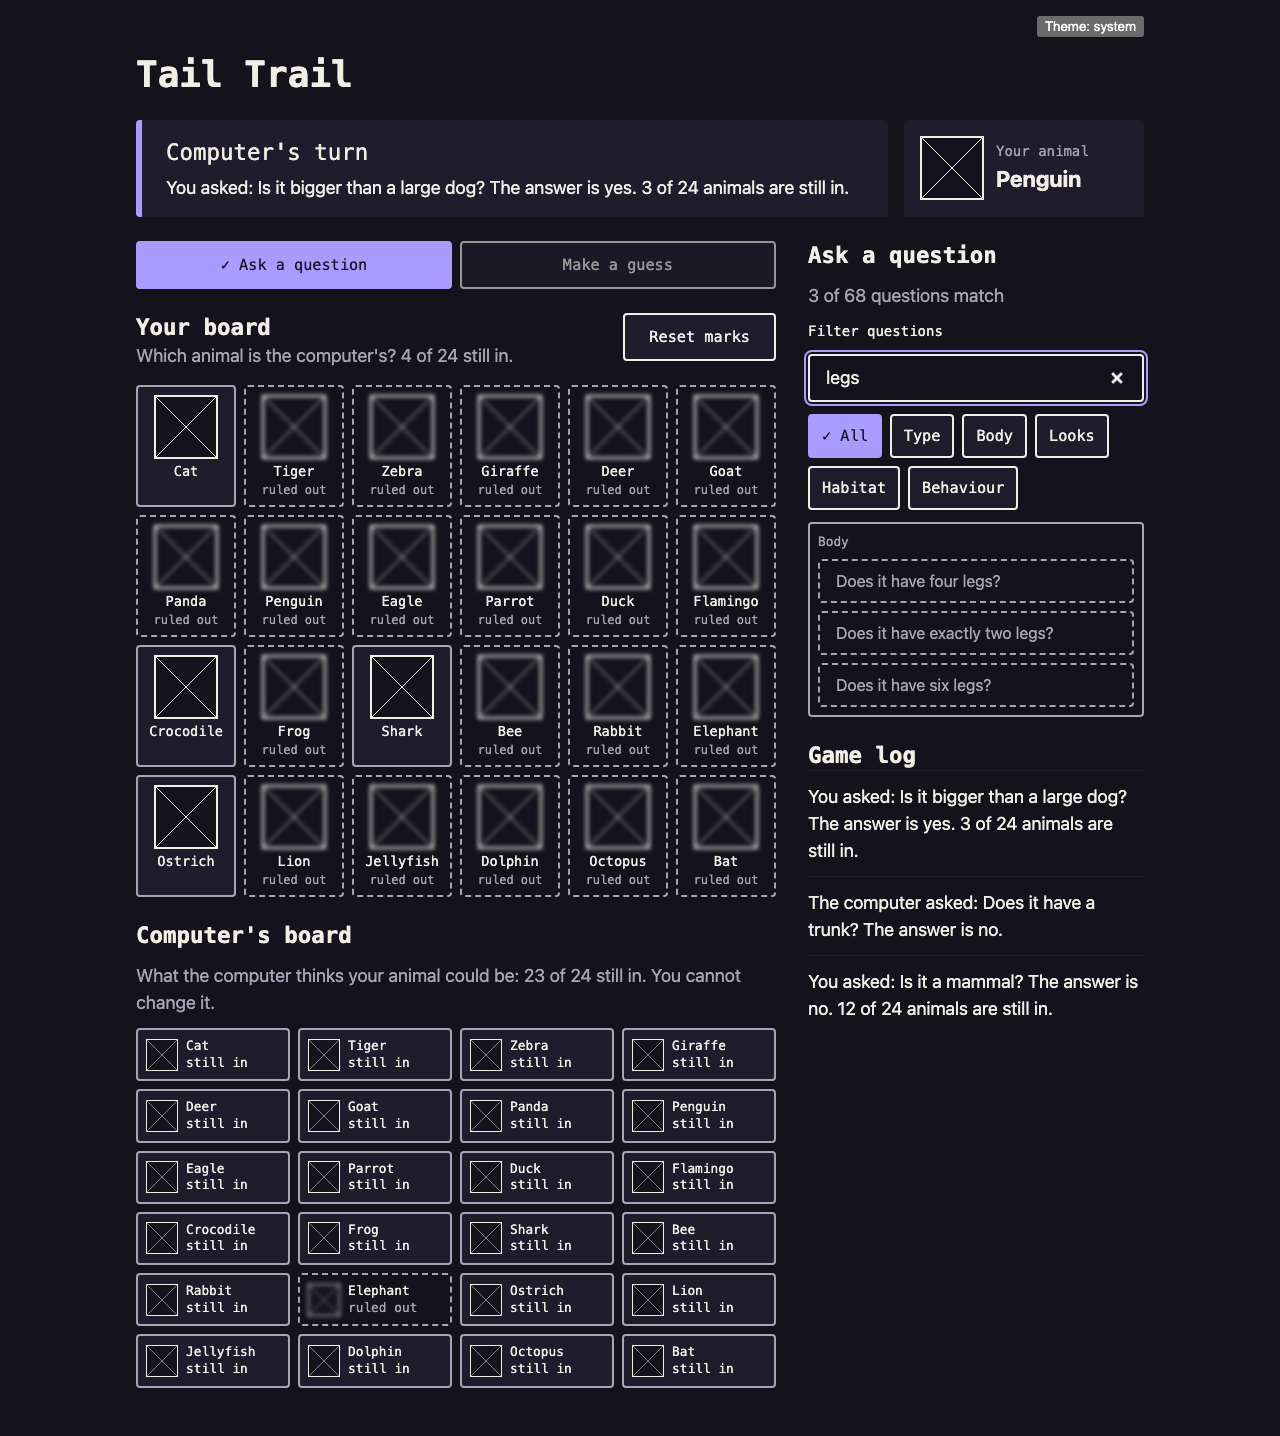 Theme: system
Tail Trail
Computer's turn
You asked: Is it bigger than a large dog? The answer is yes. 3 of 24 animals are still in.
Your animal
Penguin
✓ Ask a question
Make a guess
Your board
Which animal is the computer's? 4 of 24 still in.
Reset marks
Cat
Tiger
ruled out
Zebra
ruled out
Giraffe
ruled out
Deer
ruled out
Goat
ruled out
Panda
ruled out
Penguin
ruled out
Eagle
ruled out
Parrot
ruled out
Duck
ruled out
Flamingo
ruled out
Crocodile
Frog
ruled out
Shark
Bee
ruled out
Rabbit
ruled out
Elephant
ruled out
Ostrich
Lion
ruled out
Jellyfish
ruled out
Dolphin
ruled out
Octopus
ruled out
Bat
ruled out
Computer's board
What the computer thinks your animal could be: 23 of 24 still in. You cannot
change it.
Cat
still in
Tiger
still in
Zebra
still in
Giraffe
still in
Deer
still in
Goat
still in
Panda
still in
Penguin
still in
Eagle
still in
Parrot
still in
Duck
still in
Flamingo
still in
Crocodile
still in
Frog
still in
Shark
still in
Bee
still in
Rabbit
still in
Elephant
ruled out
Ostrich
still in
Lion
still in
Jellyfish
still in
Dolphin
still in
Octopus
still in
Bat
still in
Ask a question
3 of 68 questions match
Filter questions
legs
✓ All
Type
Body
Looks
Habitat
Behaviour
Body
Does it have four legs?
Does it have exactly two legs?
Does it have six legs?
Game log
You asked: Is it bigger than a large dog?
The answer is yes. 3 of 24 animals are
still in.
The computer asked: Does it have a
trunk? The answer is no.
You asked: Is it a mammal? The answer is
no. 12 of 24 animals are still in.